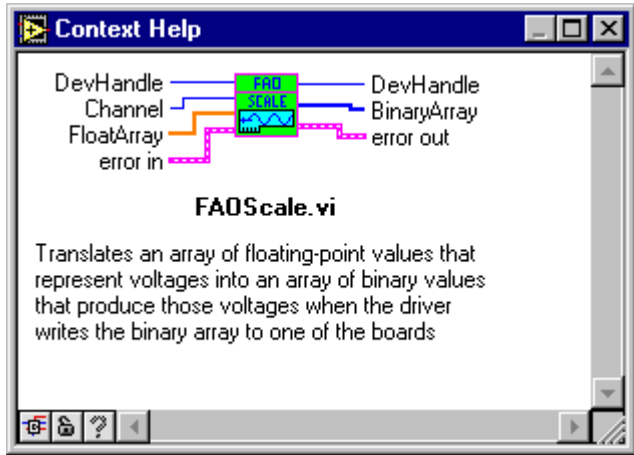 Context Help
DevHandle FAO DevHandle
Channel SCALE BinaryArray
FloatArray error out
error in
FAOScale.vi
Translates an array of floating-point values that
represent voltages into an array of binary values
that produce those voltages when the driver
writes the binary array to one of the boards
?